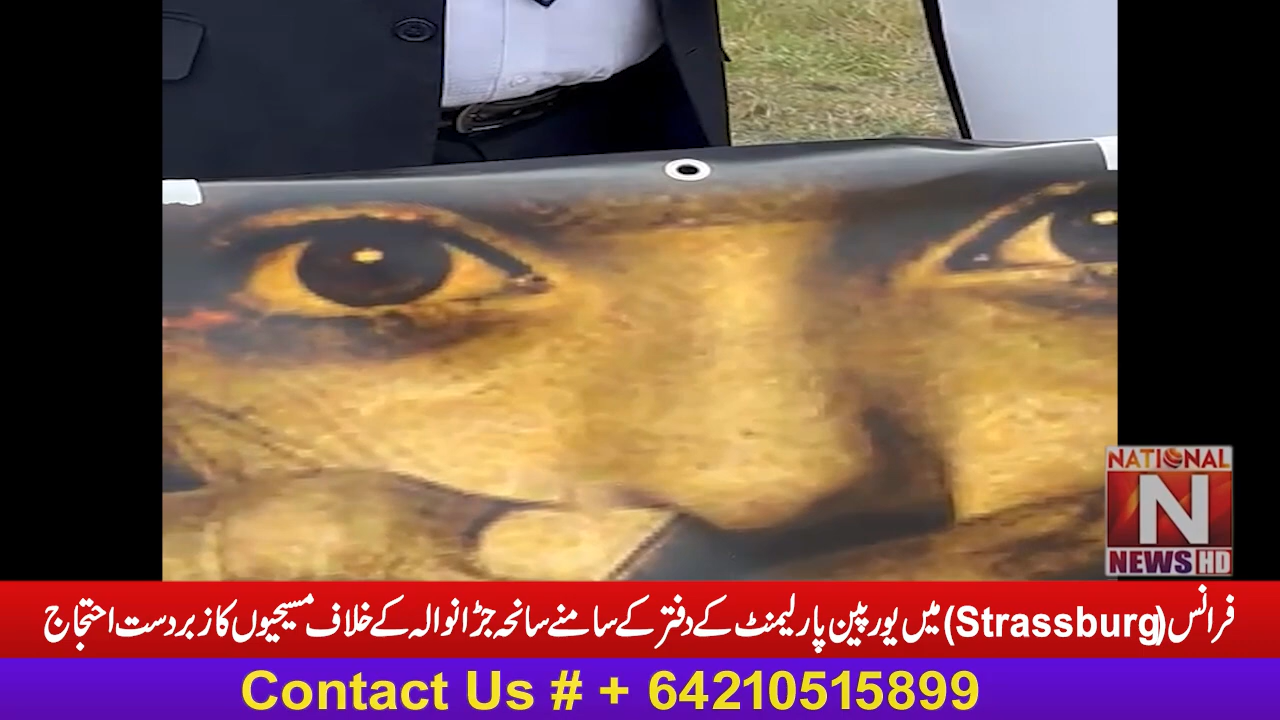 NATIONAL
N
NEWS HD
فرانس (Strassburg) میں یورپین پارلیمنٹ کے دفتر کے سامنے سانحہ جڑانوالہ کے خلاف مسیحیوں کا زبردست احتجاج
Contact Us # + 64210515899